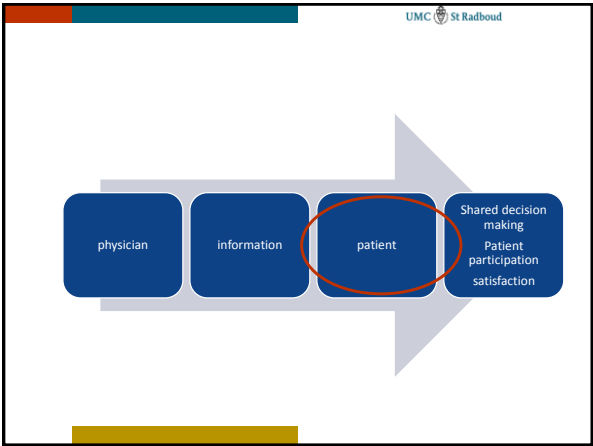 UMC St Radboud
physician
information
patient
Shared decision
making
Patient
participation
satisfaction